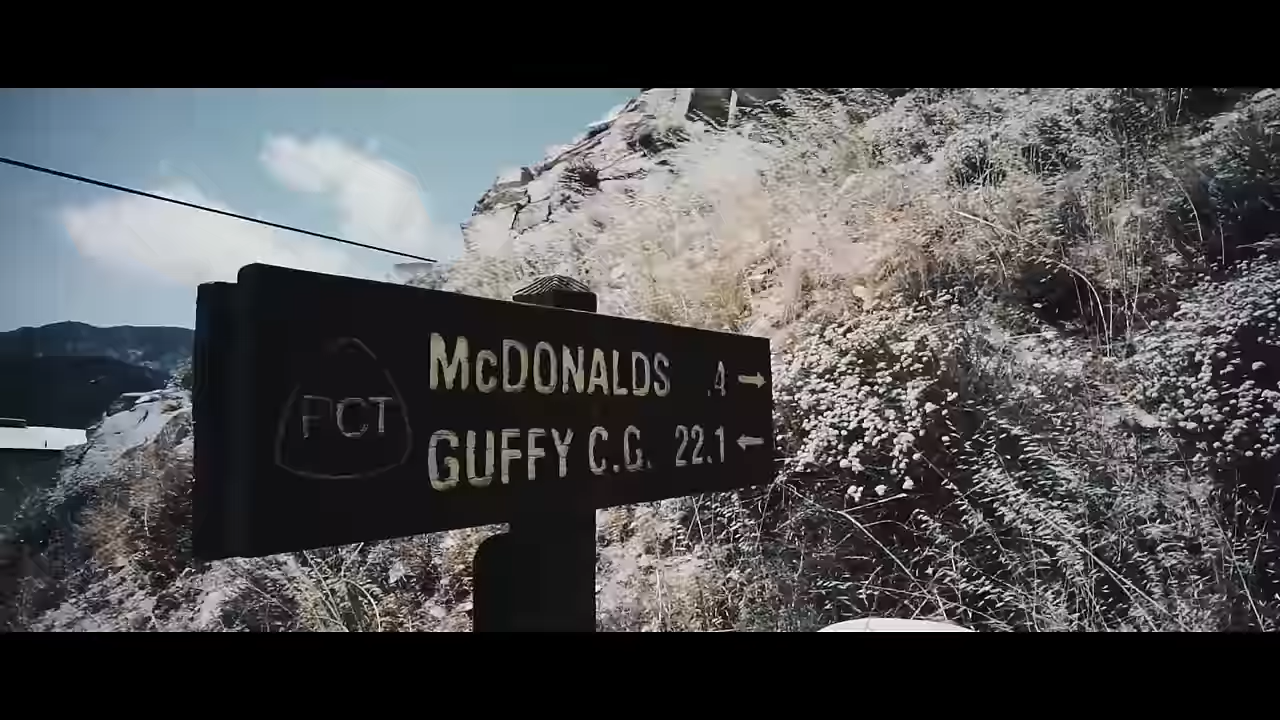 PCT
McDONALDS .4 →
GUFFY C.G. 22.1 ←